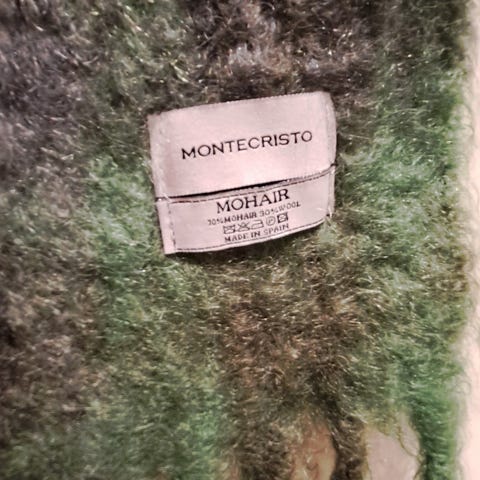 MONTECRISTO
MOHAIR
70%MOHAIR 30%WOOL
MADE IN SPAIN